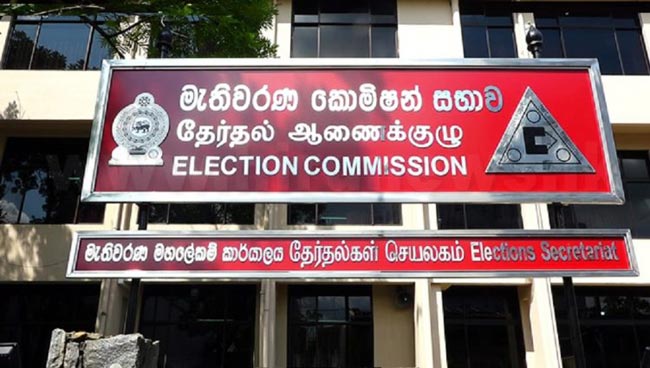 මැතිවරණ කොමිෂන් සභාව
தேர்தல் ஆணைக்குழு
ELECTION COMMISSION
මැතිවරණ මහලේකම් කාර්යාලය தேர்தல்கள் செயலகம் Elections Secretariat